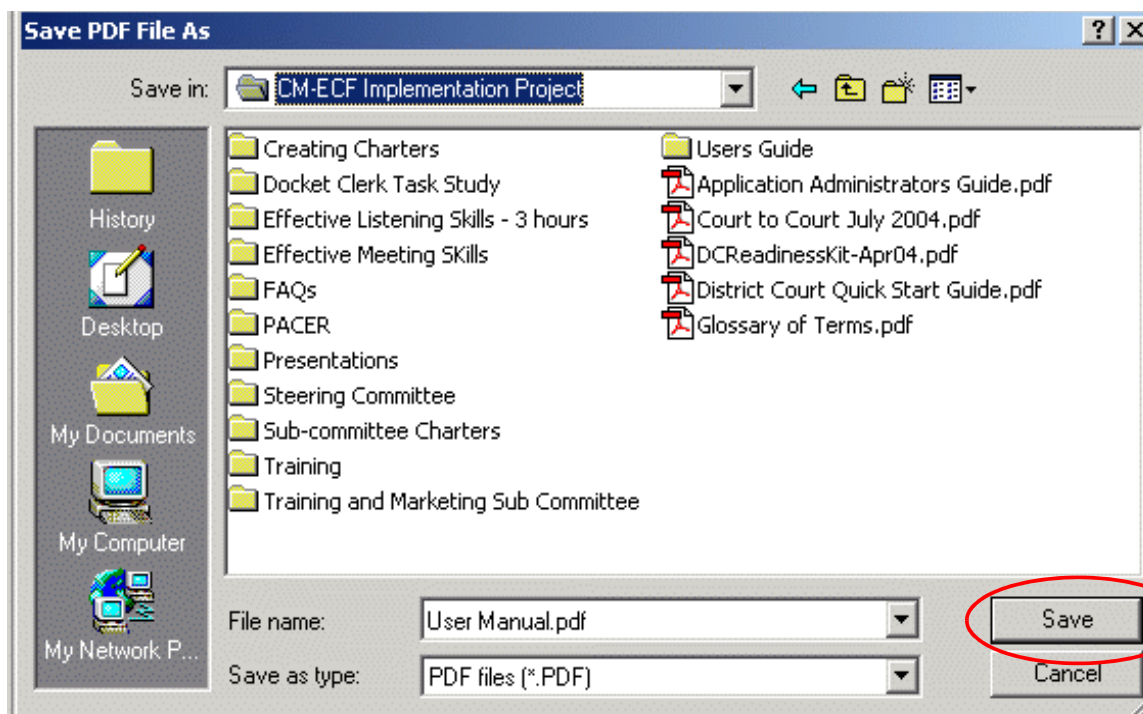 Save PDF File As
Save in: CM-ECF Implementation Project
History
Desktop
My Documents
My Computer
My Network P...
Creating Charters
Docket Clerk Task Study
Effective Listening Skills - 3 hours
Effective Meeting SKills
FAQs
PACER
Presentations
Steering Committee
Sub-committee Charters
Training
Training and Marketing Sub Committee
Users Guide
Application Administrators Guide.pdf
Court to Court July 2004.pdf
DCReadinessKit-Apr04.pdf
District Court Quick Start Guide.pdf
Glossary of Terms.pdf
File name: User Manual.pdf
Save
Save as type: PDF files (*.PDF)
Cancel